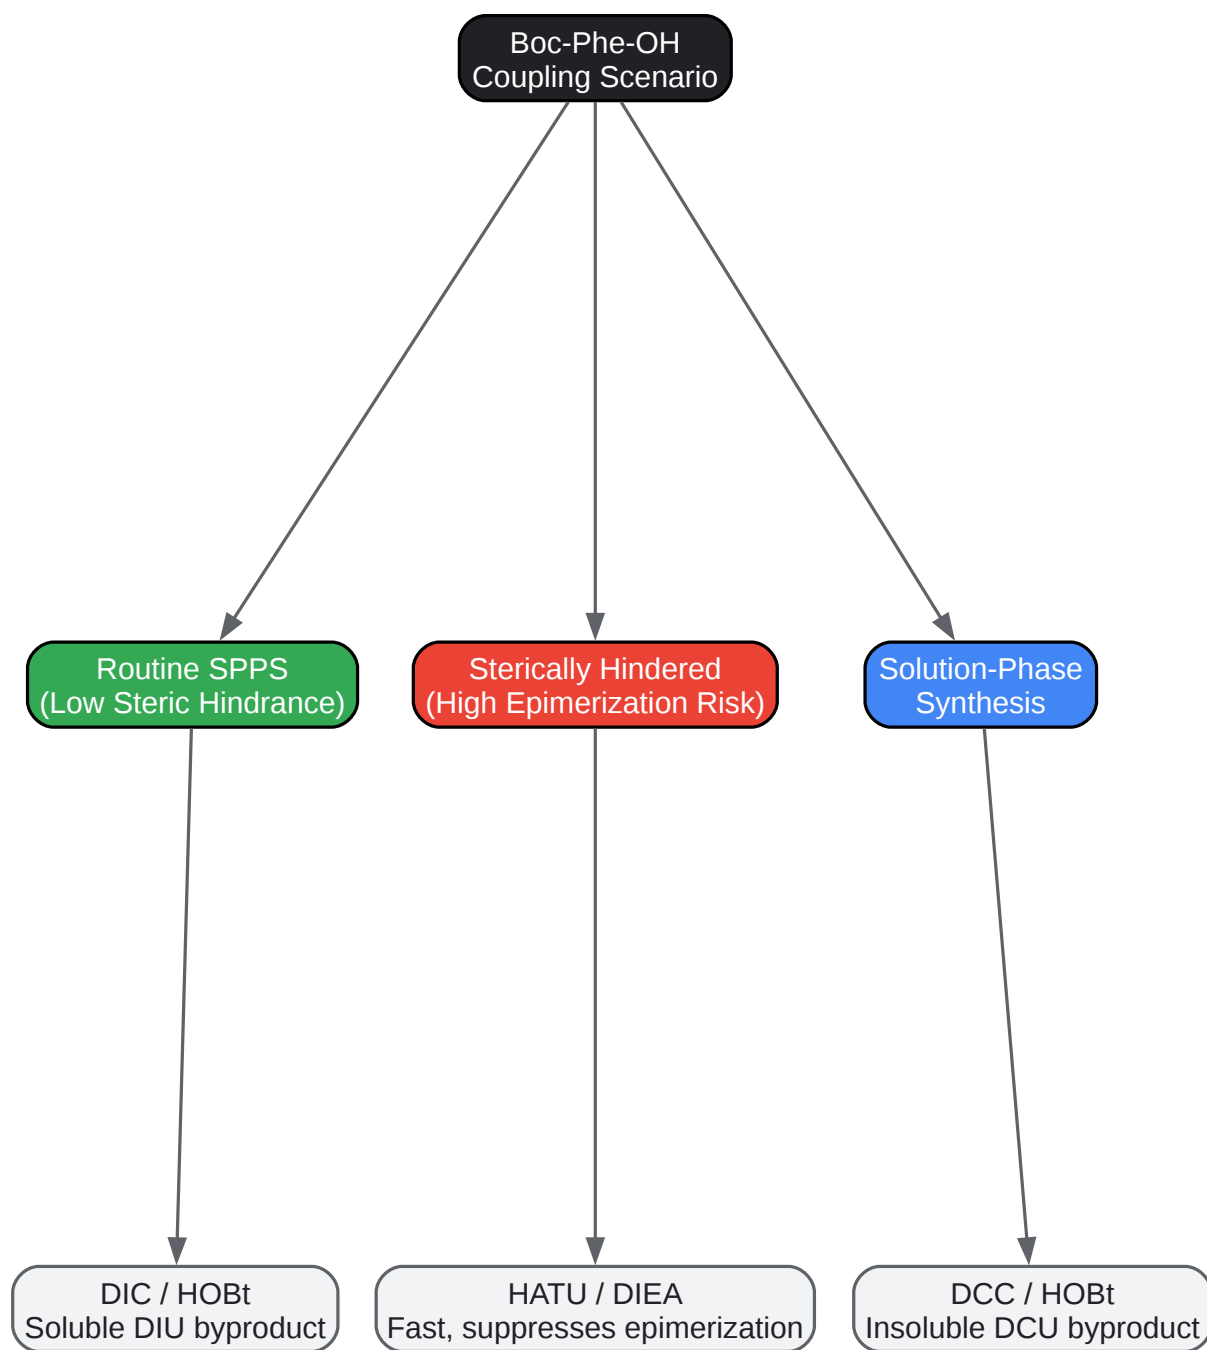 Boc-Phe-OH
Coupling Scenario
Routine SPPS
(Low Steric Hindrance)
Sterically Hindered
(High Epimerization Risk)
Solution-Phase
Synthesis
DIC / HOBt
Soluble DIU byproduct
HATU / DIEA
Fast, suppresses epimerization
DCC / HOBt
Insoluble DCU byproduct